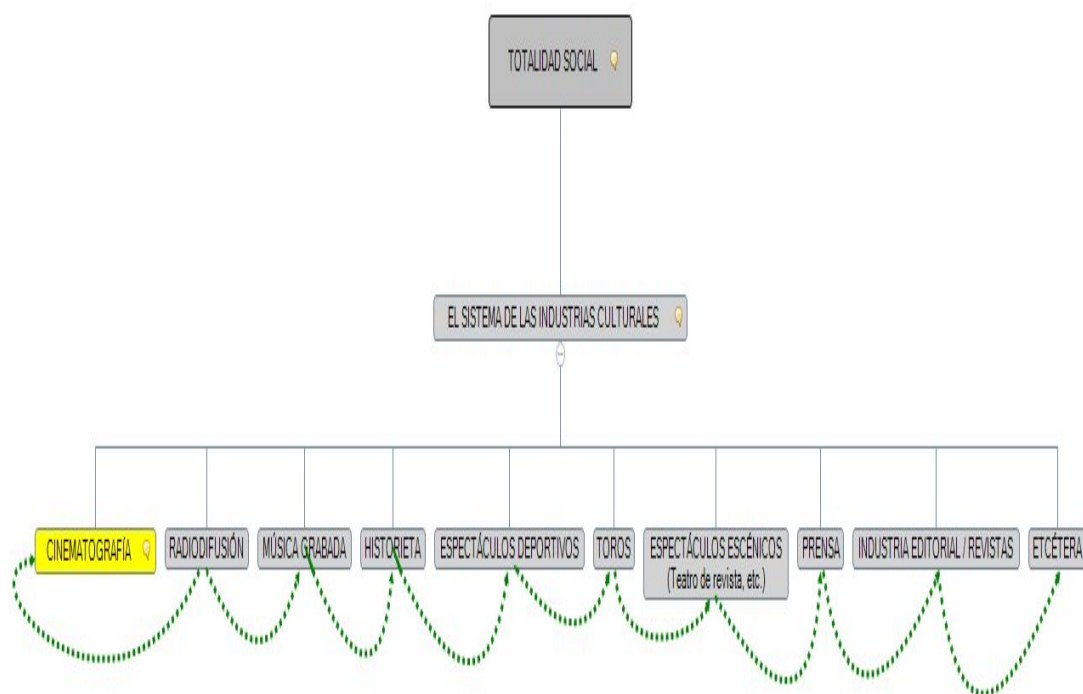 TOTALIDAD SOCIAL
EL SISTEMA DE LAS INDUSTRIAS CULTURALES
CINEMATOGRAFÍA
RADIODIFUSIÓN
MÚSICA GRABADA
HISTORIETA
ESPECTÁCULOS DEPORTIVOS
TOROS
ESPECTÁCULOS ESCÉNICOS
(Teatro de revista, etc.)
PRENSA
INDUSTRIA EDITORIAL / REVISTAS
ETCÉTERA